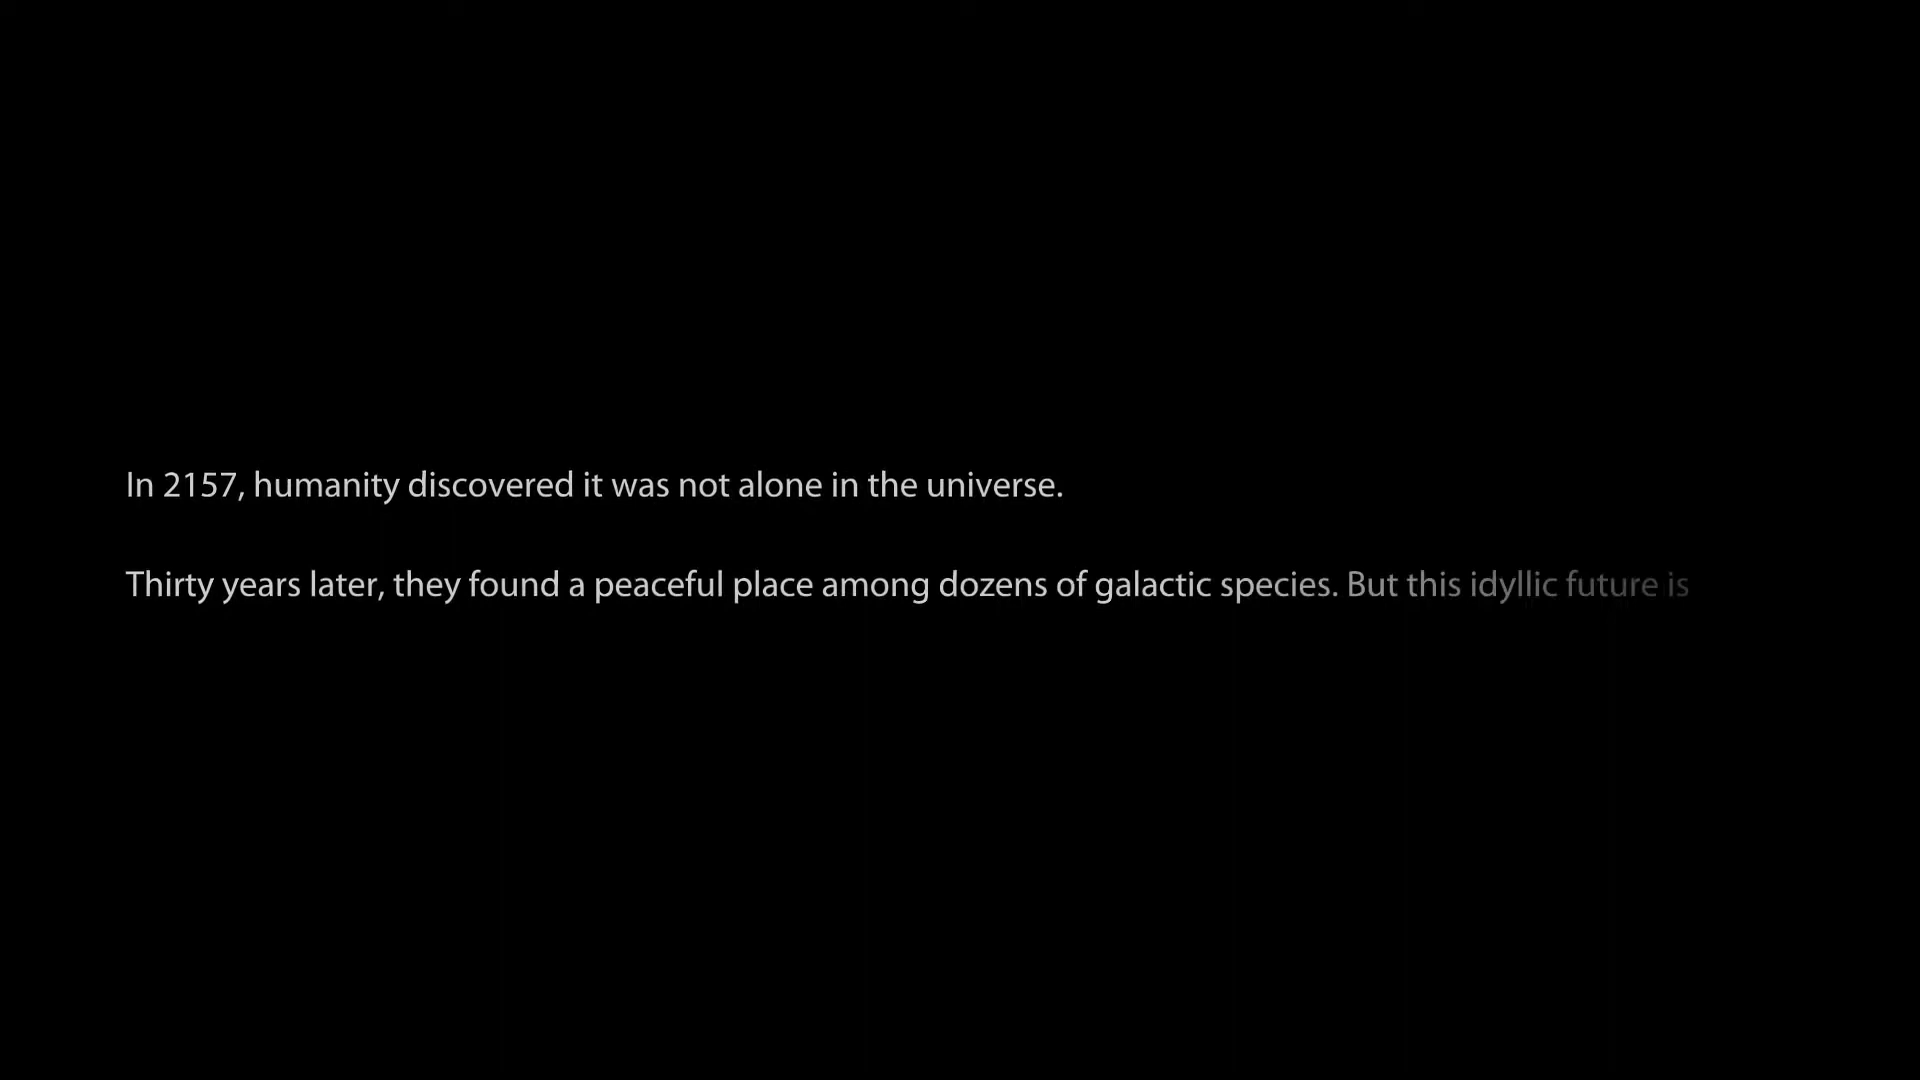 In 2157, humanity discovered it was not alone in the universe.
Thirty years later, they found a peaceful place among dozens of galactic species. But this idyllic future is